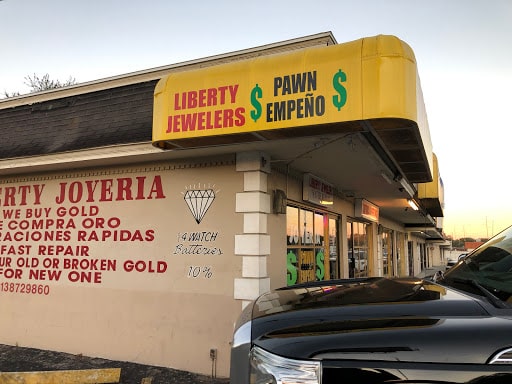 LIBERTY
JEWELERS
$
PAWN
EMPEÑO
$
ERTY JOYERIA
WE BUY GOLD
E COMPRA ORO
RACIONES RAPIDAS
FAST REPAIR
UR OLD OR BROKEN GOLD
FOR NEW ONE
138729860
4 WATCH
Batteries
10%
$
$